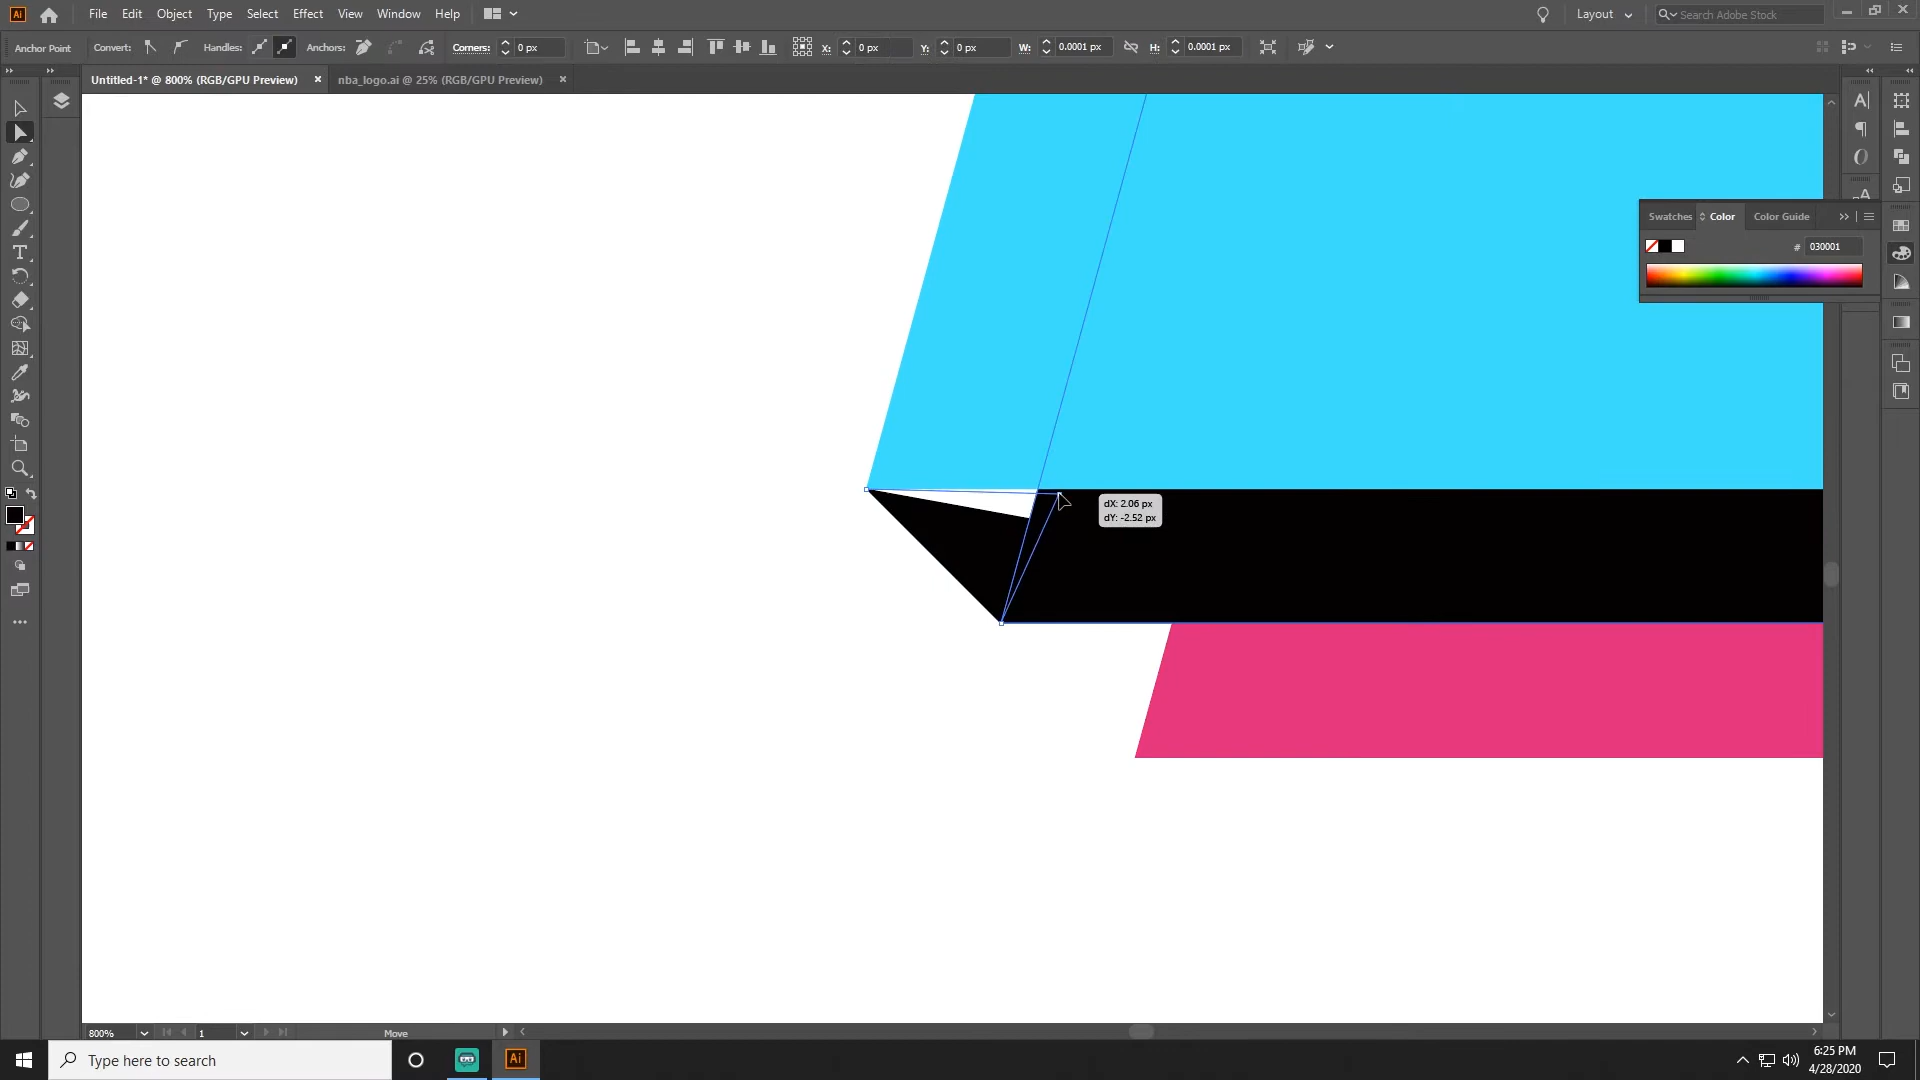 Ai File Edit Object Type Select Effect View Window Help Layout Search Adobe Stock
Anchor Point Convert: Handles: Anchors: Corners: 0 px X: 0 px Y: 0 px W: 0.0001 px H: 0.0001 px
Untitled-1* @ 800% (RGB/GPU Preview) × nba_logo.ai @ 25% (RGB/GPU Preview) ×
Swatches Color Color Guide
# 030001
dX: 2.06 px
dY: -2.52 px
800% 1 Move
Type here to search Ai
6:25 PM
4/28/2020